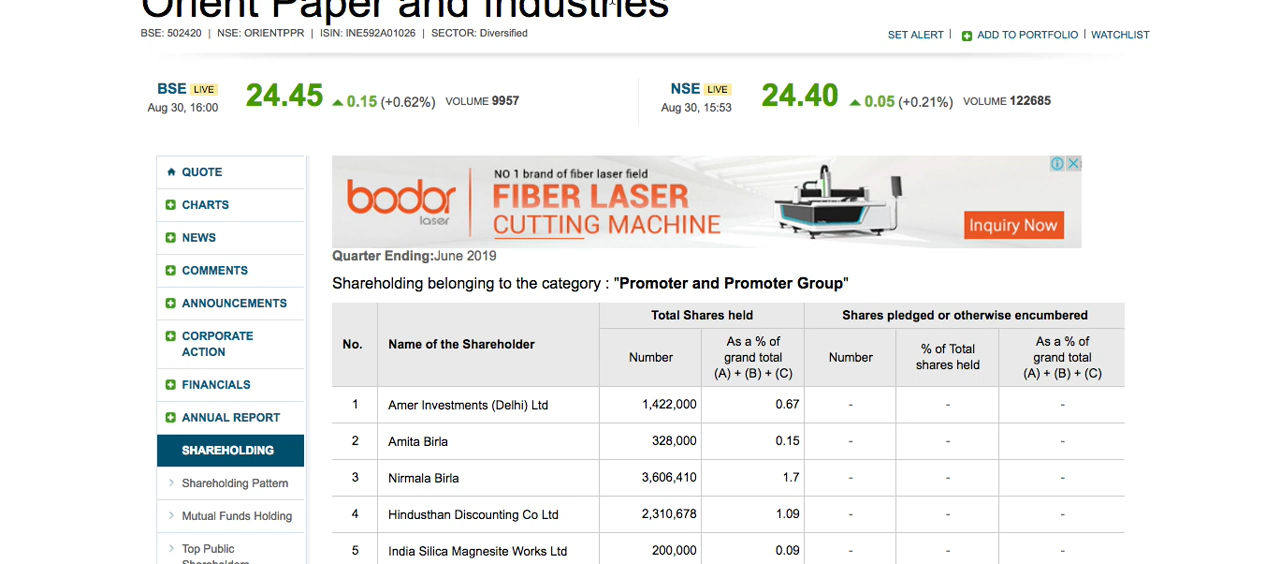 Orient Paper and Industries
BSE: 502420 | NSE: ORIENTPPR | ISIN: INE592A01026 | SECTOR: Diversified
SET ALERT | ADD TO PORTFOLIO | WATCHLIST
BSE LIVE
Aug 30, 16:00
24.45 0.15 (+0.62%) VOLUME 9957
NSE LIVE
Aug 30, 15:53
24.40 0.05 (+0.21%) VOLUME 122685
QUOTE
CHARTS
NEWS
COMMENTS
ANNOUNCEMENTS
CORPORATE
ACTION
FINANCIALS
ANNUAL REPORT
SHAREHOLDING
Shareholding Pattern
Mutual Funds Holding
Top Public
Shareholders
bodor
laser
NO 1 brand of fiber laser field
FIBER LASER
CUTTING MACHINE
Inquiry Now
Quarter Ending:June 2019
Shareholding belonging to the category : "Promoter and Promoter Group"
No. Name of the Shareholder Total Shares held Shares pledged or otherwise encumbered
Number As a % of grand total (A) + (B) + (C) Number % of Total shares held As a % of grand total (A) + (B) + (C)
1 Amer Investments (Delhi) Ltd 1,422,000 0.67 - - -
2 Amita Birla 328,000 0.15 - - -
3 Nirmala Birla 3,606,410 1.7 - - -
4 Hindusthan Discounting Co Ltd 2,310,678 1.09 - - -
5 India Silica Magnesite Works Ltd 200,000 0.09 - - -